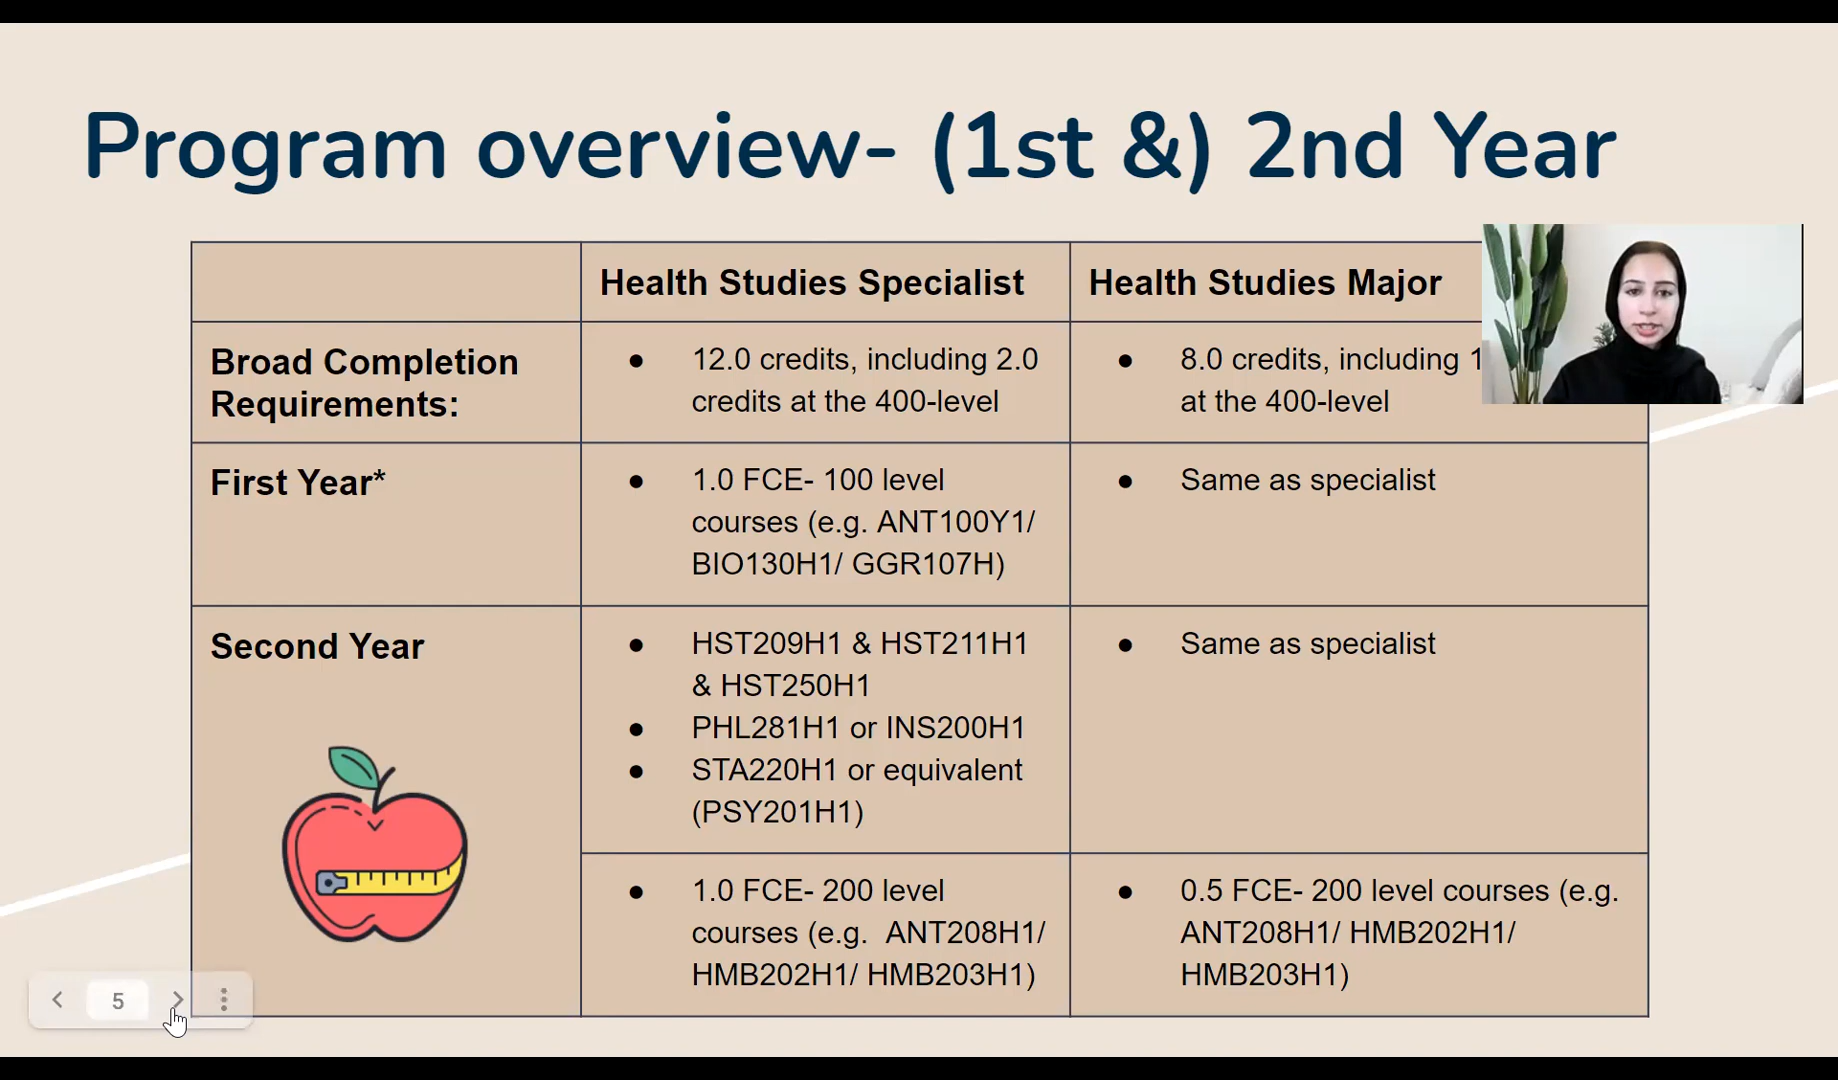 Program overview- (1st &) 2nd Year
Health Studies Specialist
Health Studies Major
Broad Completion
Requirements:
● 12.0 credits, including 2.0
credits at the 400-level
● 8.0 credits, including
at the 400-level
First Year*
● 1.0 FCE- 100 level
courses (e.g. ANT100Y1/
BIO130H1/ GGR107H)
● Same as specialist
Second Year
● HST209H1 & HST211H1
& HST250H1
● PHL281H1 or INS200H1
● STA220H1 or equivalent
(PSY201H1)
● Same as specialist
● 1.0 FCE- 200 level
courses (e.g.  ANT208H1/
HMB202H1/ HMB203H1)
● 0.5 FCE- 200 level courses (e.g.
ANT208H1/ HMB202H1/
HMB203H1)
5